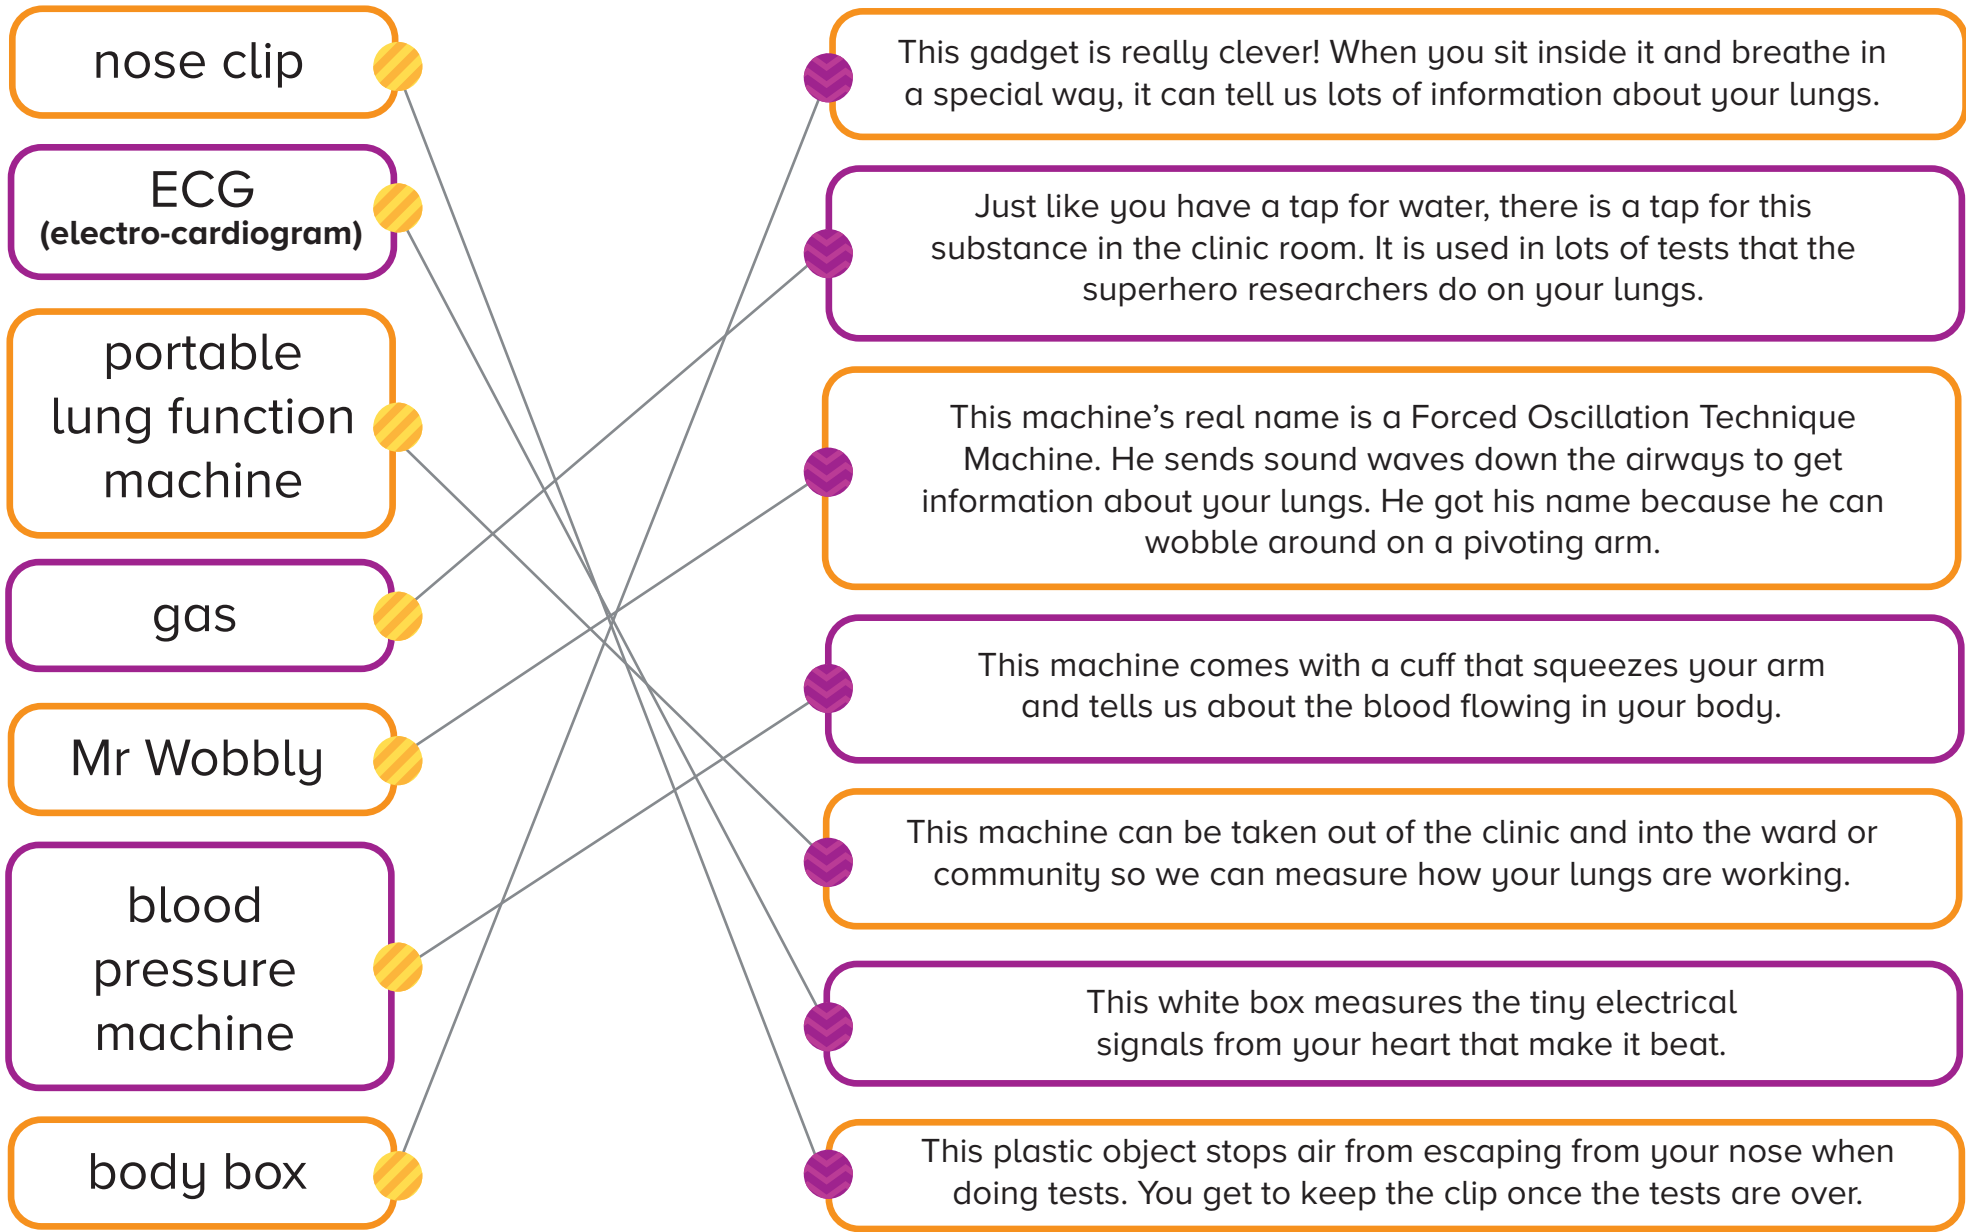 nose clip
ECG
(electro-cardiogram)
portable
lung function
machine
gas
Mr Wobbly
blood
pressure
machine
body box
This gadget is really clever! When you sit inside it and breathe in
a special way, it can tell us lots of information about your lungs.
Just like you have a tap for water, there is a tap for this
substance in the clinic room. It is used in lots of tests that the
superhero researchers do on your lungs.
This machine’s real name is a Forced Oscillation Technique
Machine. He sends sound waves down the airways to get
information about your lungs. He got his name because he can
wobble around on a pivoting arm.
This machine comes with a cuff that squeezes your arm
and tells us about the blood flowing in your body.
This machine can be taken out of the clinic and into the ward or
community so we can measure how your lungs are working.
This white box measures the tiny electrical
signals from your heart that make it beat.
This plastic object stops air from escaping from your nose when
doing tests. You get to keep the clip once the tests are over.